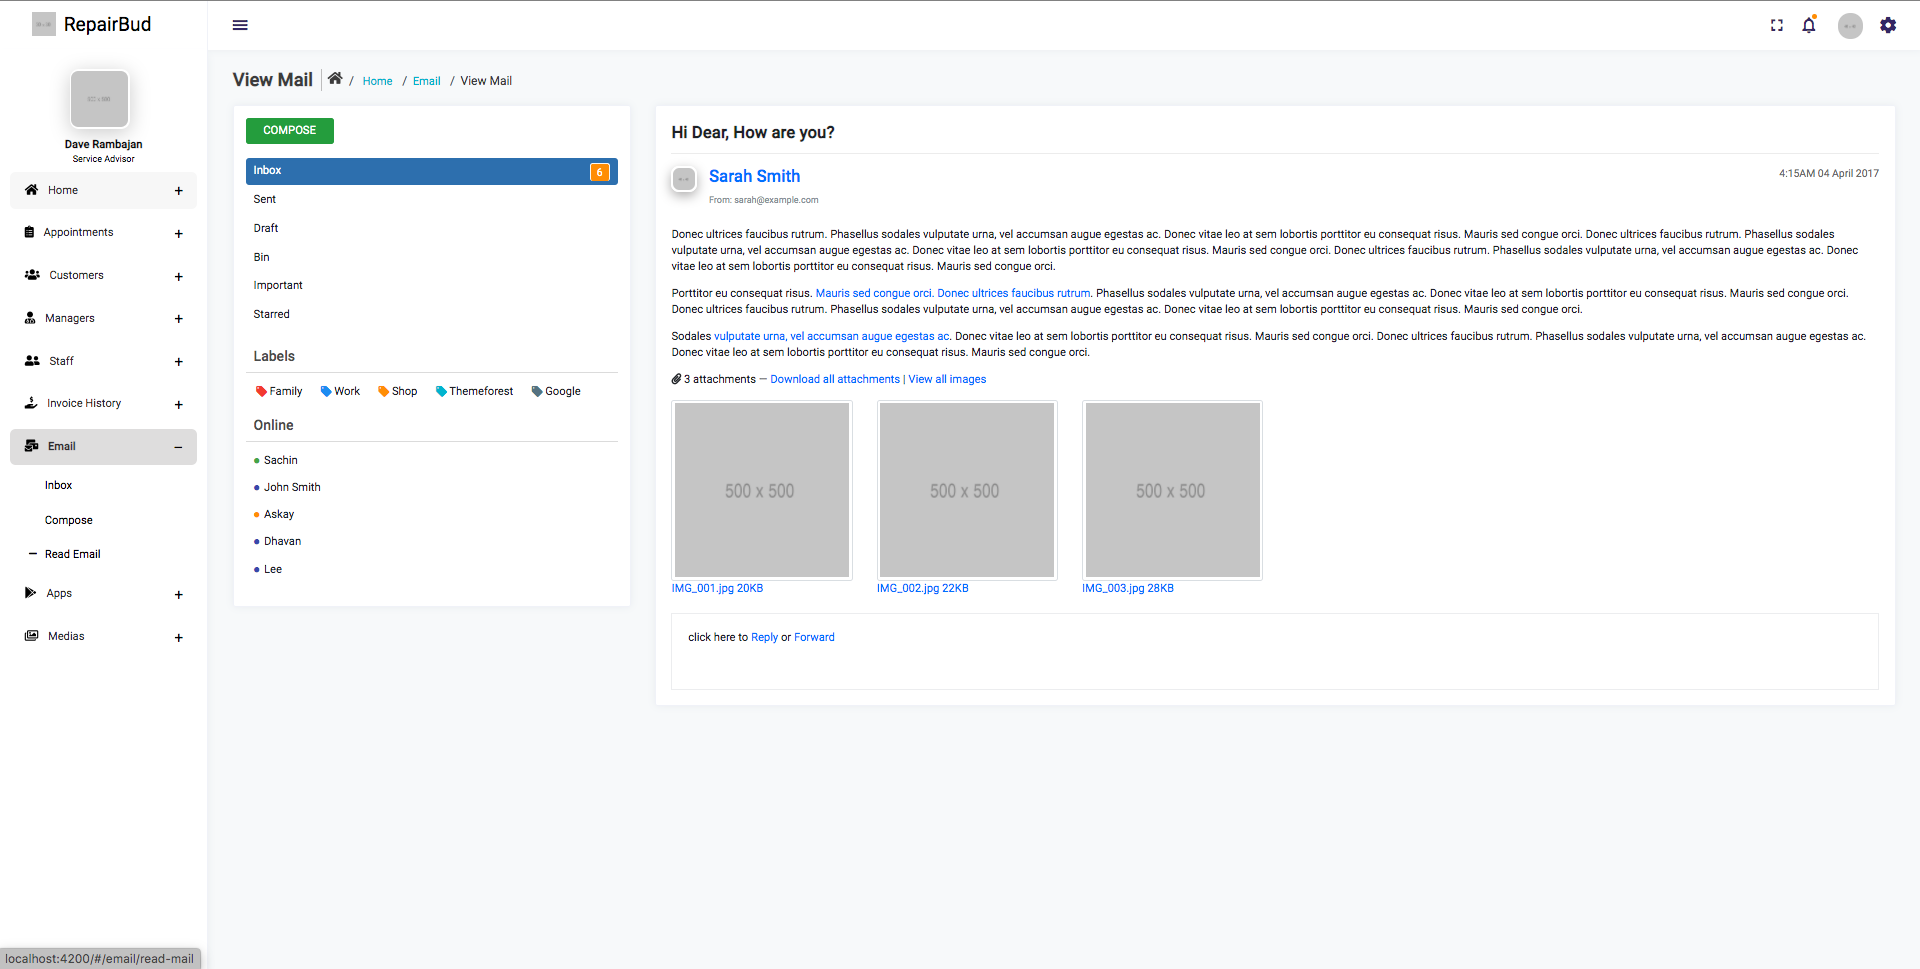 RepairBud
Dave Rambajan
Service Advisor
Home +
Appointments +
Customers +
Managers +
Staff +
Invoice History +
Email –
Inbox
Compose
– Read Email
Apps +
Medias +
localhost:4200/#/email/read-mail
View Mail / Home / Email / View Mail
COMPOSE
Inbox 6
Sent
Draft
Bin
Important
Starred
Labels
Family Work Shop Themeforest Google
Online
Sachin
John Smith
Askay
Dhavan
Lee
Hi Dear, How are you?
Sarah Smith
4:15AM 04 April 2017
From: sarah@example.com
Donec ultrices faucibus rutrum. Phasellus sodales vulputate urna, vel accumsan augue egestas ac. Donec vitae leo at sem lobortis porttitor eu consequat risus. Mauris sed congue orci. Donec ultrices faucibus rutrum. Phasellus sodales
vulputate urna, vel accumsan augue egestas ac. Donec vitae leo at sem lobortis porttitor eu consequat risus. Mauris sed congue orci. Donec ultrices faucibus rutrum. Phasellus sodales vulputate urna, vel accumsan augue egestas ac. Donec
vitae leo at sem lobortis porttitor eu consequat risus. Mauris sed congue orci.
Porttitor eu consequat risus. Mauris sed congue orci. Donec ultrices faucibus rutrum. Phasellus sodales vulputate urna, vel accumsan augue egestas ac. Donec vitae leo at sem lobortis porttitor eu consequat risus. Mauris sed congue orci.
Donec ultrices faucibus rutrum. Phasellus sodales vulputate urna, vel accumsan augue egestas ac. Donec vitae leo at sem lobortis porttitor eu consequat risus. Mauris sed congue orci.
Sodales vulputate urna, vel accumsan augue egestas ac. Donec vitae leo at sem lobortis porttitor eu consequat risus. Mauris sed congue orci. Donec ultrices faucibus rutrum. Phasellus sodales vulputate urna, vel accumsan augue egestas ac.
Donec vitae leo at sem lobortis porttitor eu consequat risus. Mauris sed congue orci.
3 attachments — Download all attachments | View all images
500 x 500
500 x 500
500 x 500
IMG_001.jpg 20KB
IMG_002.jpg 22KB
IMG_003.jpg 28KB
click here to Reply or Forward